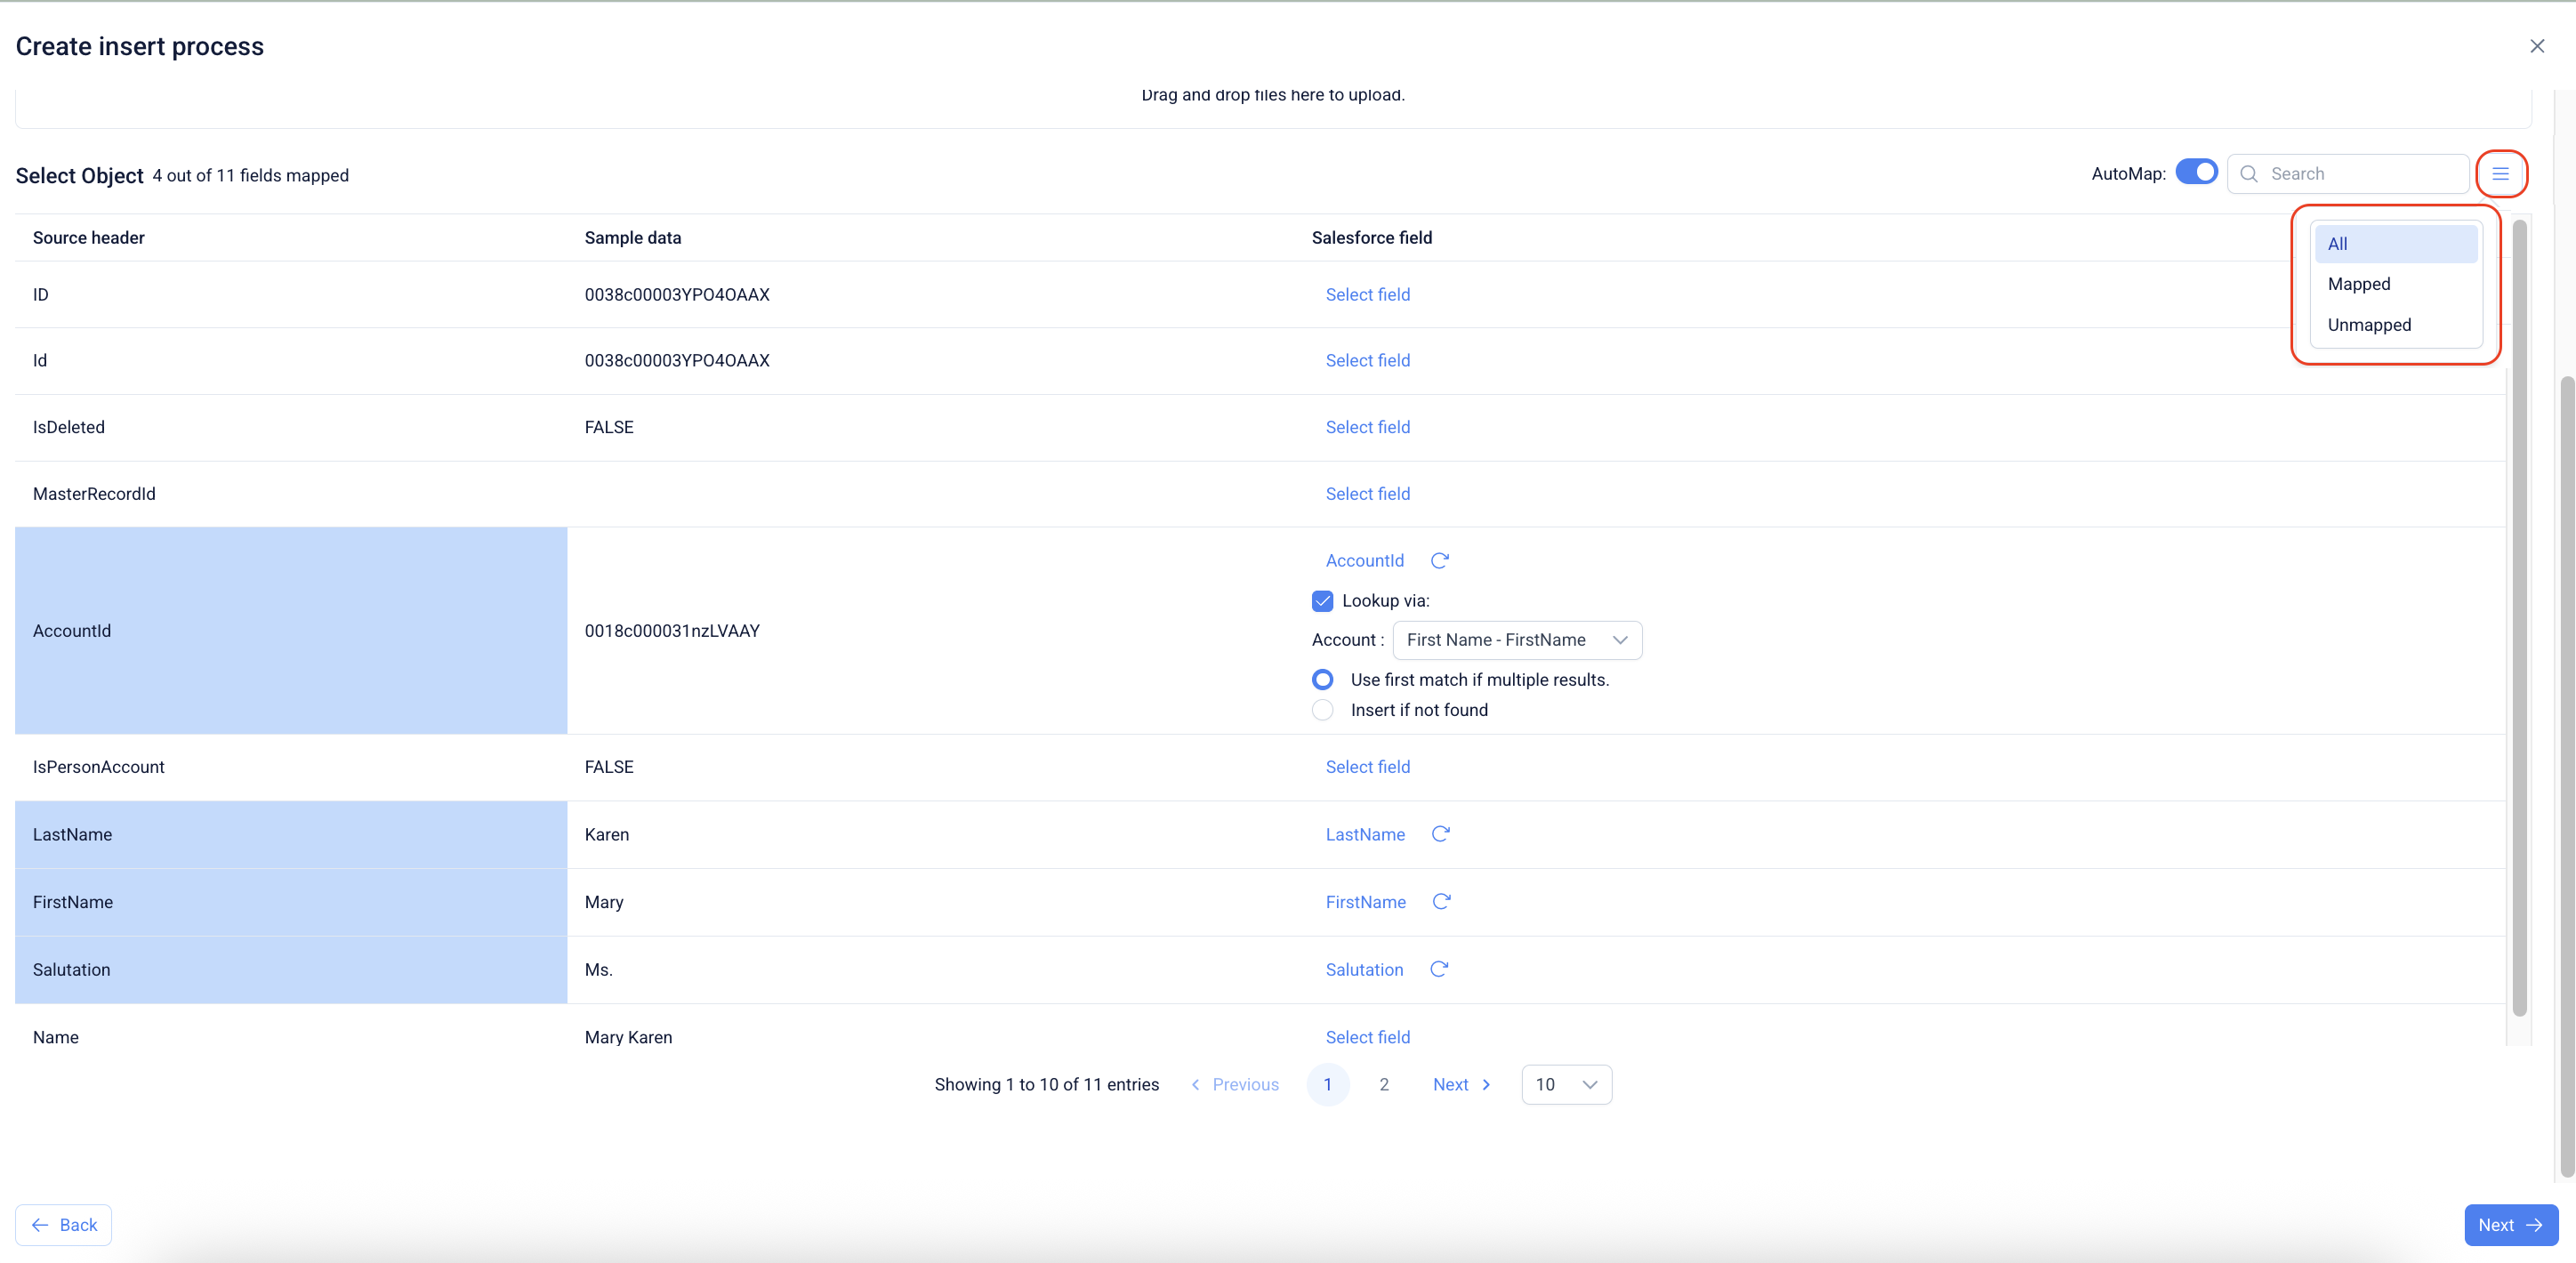 Create insert process
Drag and drop files here to upload.
Select Object 4 out of 11 fields mapped
AutoMap: Search
Source header Sample data Salesforce field
All
Mapped
Unmapped
ID 0038c00003YPO4OAAX Select field
Id 0038c00003YPO4OAAX Select field
IsDeleted FALSE Select field
MasterRecordId Select field
AccountId 0018c000031nzLVAAY AccountId
Lookup via:
Account : First Name - FirstName
Use first match if multiple results.
Insert if not found
IsPersonAccount FALSE Select field
LastName Karen LastName
FirstName Mary FirstName
Salutation Ms. Salutation
Name Mary Karen Select field
Showing 1 to 10 of 11 entries Previous 1 2 Next 10
Back Next